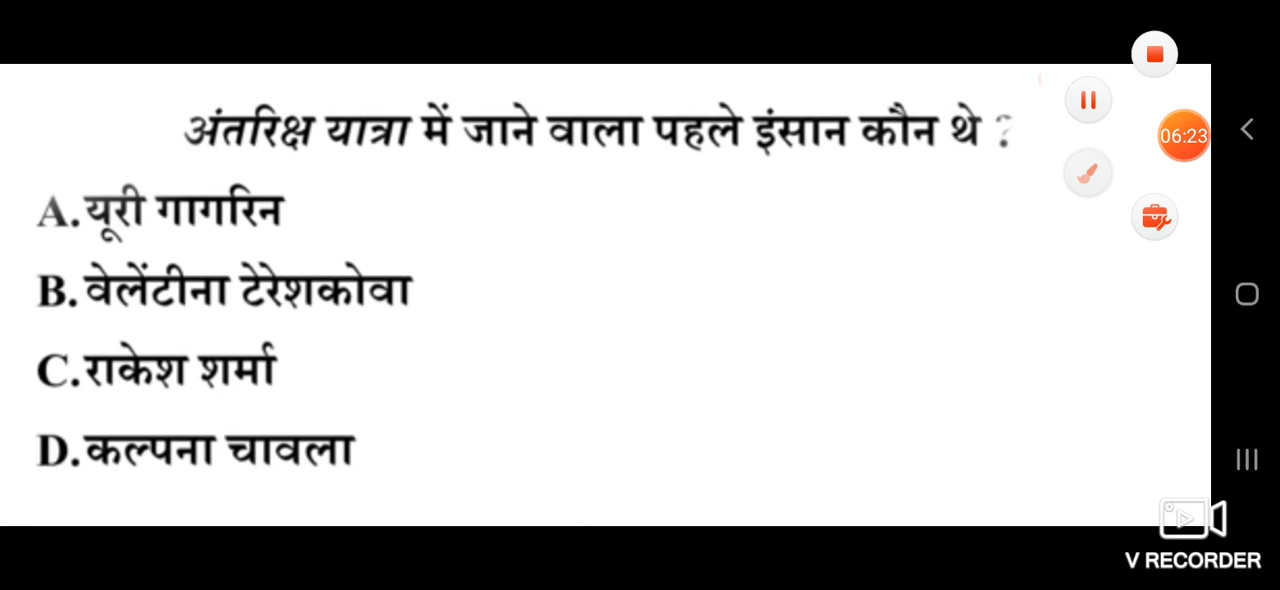 अंतरिक्ष यात्रा में जाने वाला पहले इंसान कौन थे ?
A.यूरी गागरिन
B.वेलेंटीना टेरेशकोवा
C.राकेश शर्मा
D.कल्पना चावला
06:23
V RECORDER